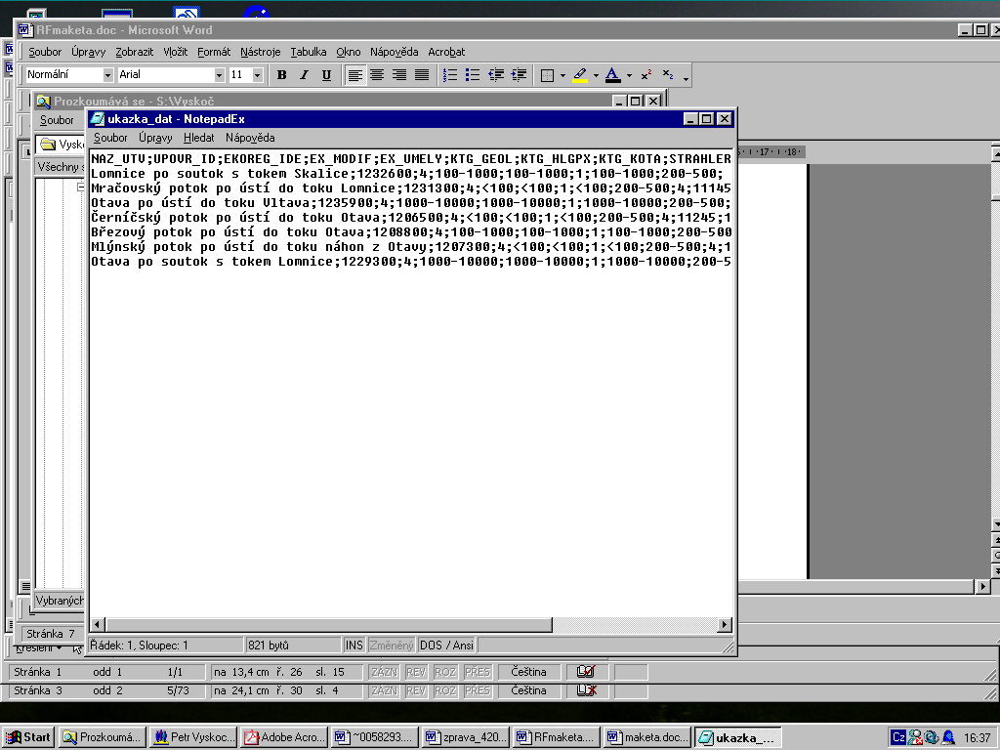 RFmaketa.doc - Microsoft Word
Soubor Úpravy Zobrazit Vložit Formát Nástroje Tabulka Okno Nápověda Acrobat
Normální Arial 11 B I U
Prozkoumává se - S:\Vyskoč
Soubor
Všechny
ukazka_dat - NotepadEx
Soubor Úpravy Hledat Nápověda
NAZ_UTV;UPOVR_ID;EKOREG_IDE;EX_MODIF;EX_UMELY;KTG_GEOL;KTG_HLGPX;KTG_KOTA;STRAHLER
Lomnice po soutok s tokem Skalice;1232600;4;100-1000;100-1000;1;100-1000;200-500;
Mračovský potok po ústí do toku Lomnice;1231300;4;<100;<100;1;<100;200-500;4;11145
Otava po ústí do toku Vltava;1235900;4;1000-10000;1000-10000;1;1000-10000;200-500;
Černíčský potok po ústí do toku Otava;1206500;4;<100;<100;1;<100;200-500;4;11245;1
Březový potok po ústí do toku Otava;1208800;4;100-1000;100-1000;1;100-1000;200-500
Mlýnský potok po ústí do toku náhon z Otavy;1207300;4;<100;<100;1;<100;200-500;4;1
Otava po soutok s tokem Lomnice;1229300;4;1000-10000;1000-10000;1;1000-10000;200-5
17 18
Vybraných
Řádek: 1, Sloupec: 1 821 bytů INS Změněný DOS / Ansi
Stránka 7
Kreslení
Stránka 1 odd 1 1/1 na 13,4 cm ř. 26 sl. 15 ZÁZN REV ROZ PŘES Čeština
Stránka 3 odd 2 5/73 na 24,1 cm ř. 30 sl. 4 ZÁZN REV ROZ PŘES Čeština
Start Prozkoumá... Petr Vyskoc... Adobe Acro... ~0058293.... zprava_420... RFmaketa.... maketa.doc... ukazka_... Cz 16:37